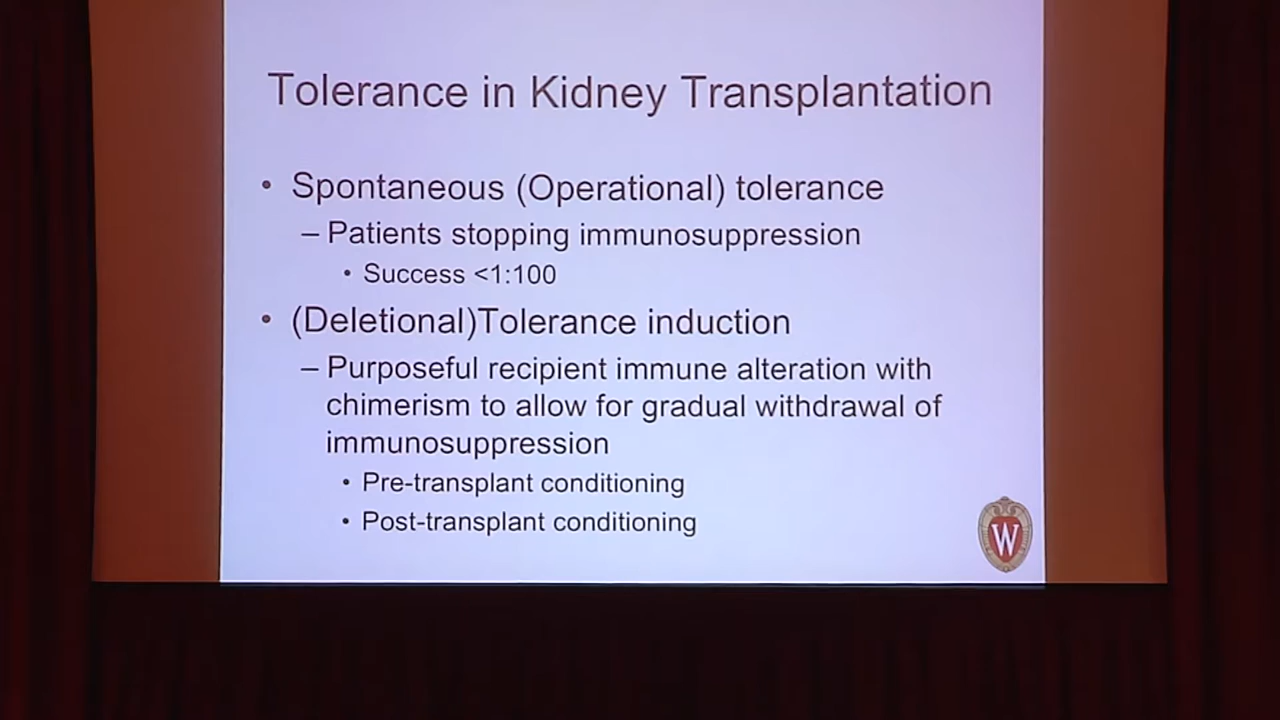 Tolerance in Kidney Transplantation
• Spontaneous (Operational) tolerance
– Patients stopping immunosuppression
• Success <1:100
• (Deletional)Tolerance induction
– Purposeful recipient immune alteration with
chimerism to allow for gradual withdrawal of
immunosuppression
• Pre-transplant conditioning
• Post-transplant conditioning
W